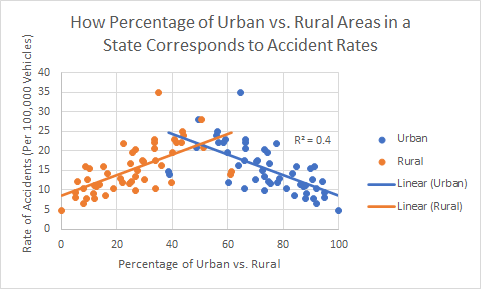 How Percentage of Urban vs. Rural Areas in a
State Corresponds to Accident Rates
Rate of Accidents (Per 100,000 Vehicles)
40
35
30
25
20
15
10
5
0
R² = 0.4
0 20 40 60 80 100
Percentage of Urban vs. Rural
Urban
Rural
Linear (Urban)
Linear (Rural)